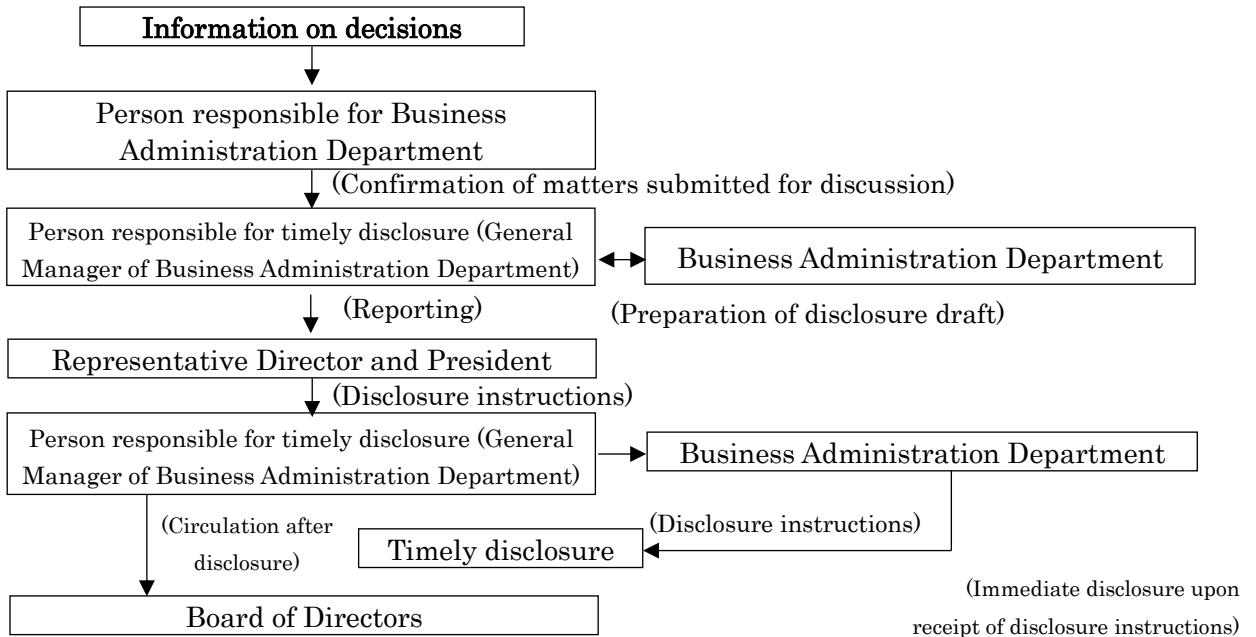 Information on decisions
Person responsible for Business
Administration Department
(Confirmation of matters submitted for discussion)
Person responsible for timely disclosure (General
Manager of Business Administration Department)
Business Administration Department
(Reporting)
(Preparation of disclosure draft)
Representative Director and President
(Disclosure instructions)
Person responsible for timely disclosure (General
Manager of Business Administration Department)
Business Administration Department
(Circulation after
disclosure)
(Disclosure instructions)
Timely disclosure
(Immediate disclosure upon
receipt of disclosure instructions)
Board of Directors